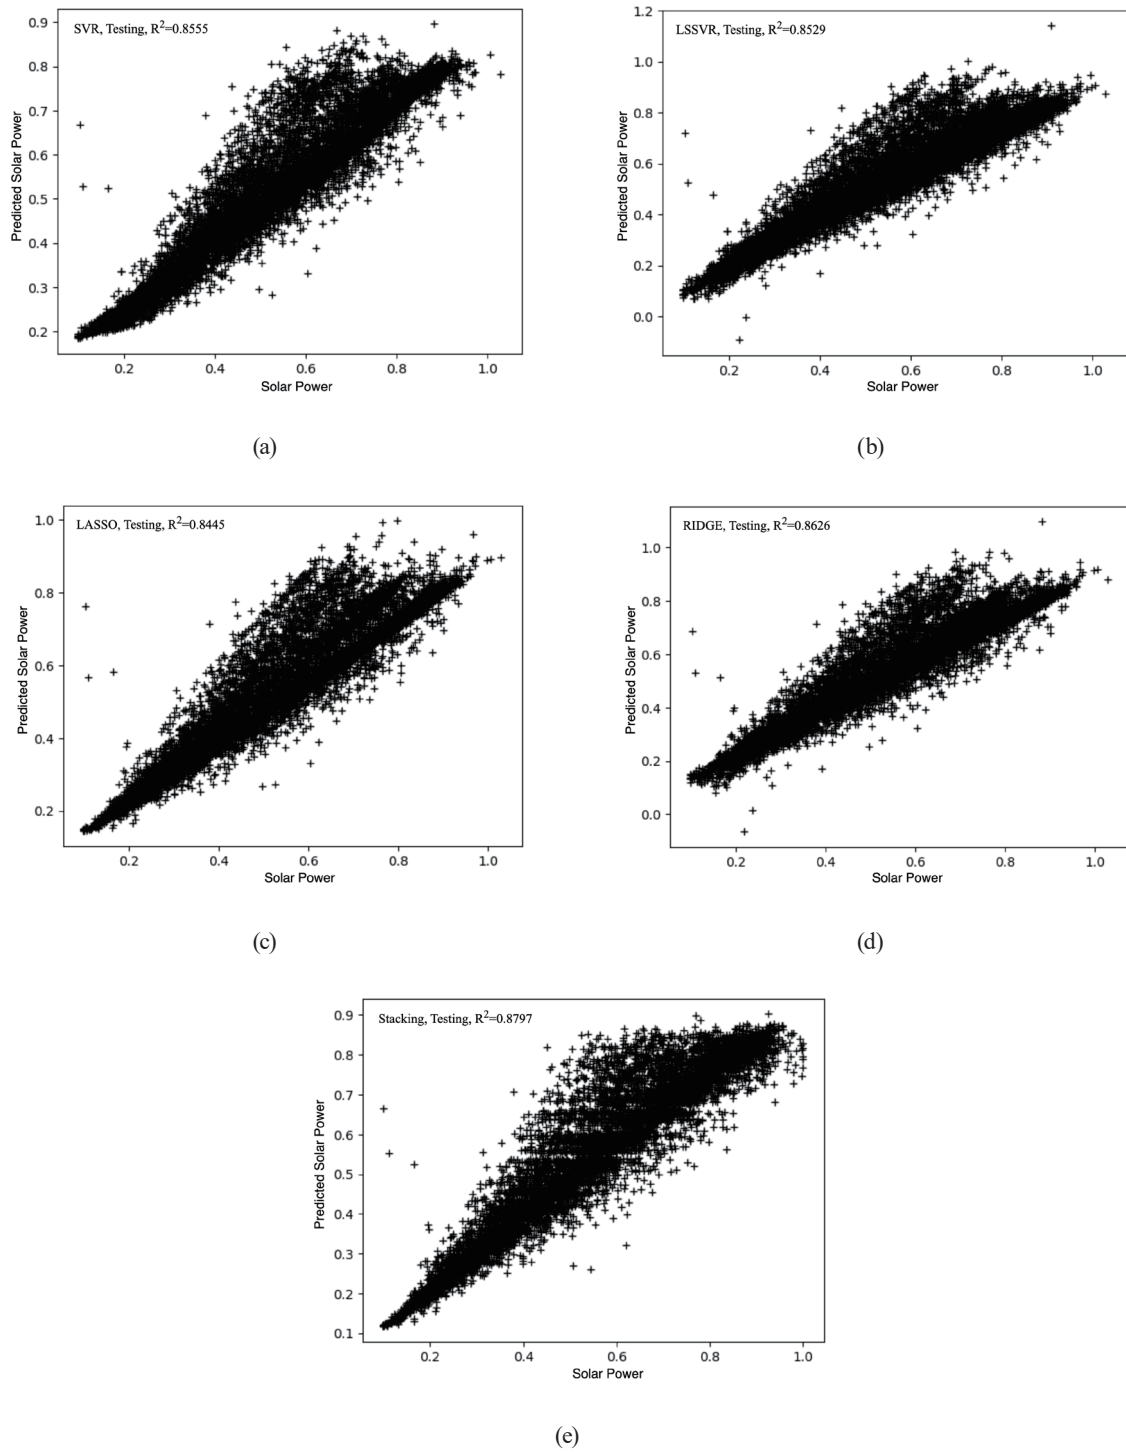 SVR, Testing, R²=0.8555
0.9
0.8
0.7
0.6
0.5
0.4
0.3
0.2
Predicted Solar Power
0.2 0.4 0.6 0.8 1.0
Solar Power
(a)
LSSVR, Testing, R²=0.8529
1.2
1.0
0.8
0.6
0.4
0.2
0.0
Predicted Solar Power
0.2 0.4 0.6 0.8 1.0
Solar Power
(b)
LASSO, Testing, R²=0.8445
1.0
0.8
0.6
0.4
0.2
Predicted Solar Power
0.2 0.4 0.6 0.8 1.0
Solar Power
(c)
RIDGE, Testing, R²=0.8626
1.0
0.8
0.6
0.4
0.2
0.0
Predicted Solar Power
0.2 0.4 0.6 0.8 1.0
Solar Power
(d)
Stacking, Testing, R²=0.8797
0.9
0.8
0.7
0.6
0.5
0.4
0.3
0.2
0.1
Predicted Solar Power
0.2 0.4 0.6 0.8 1.0
Solar Power
(e)